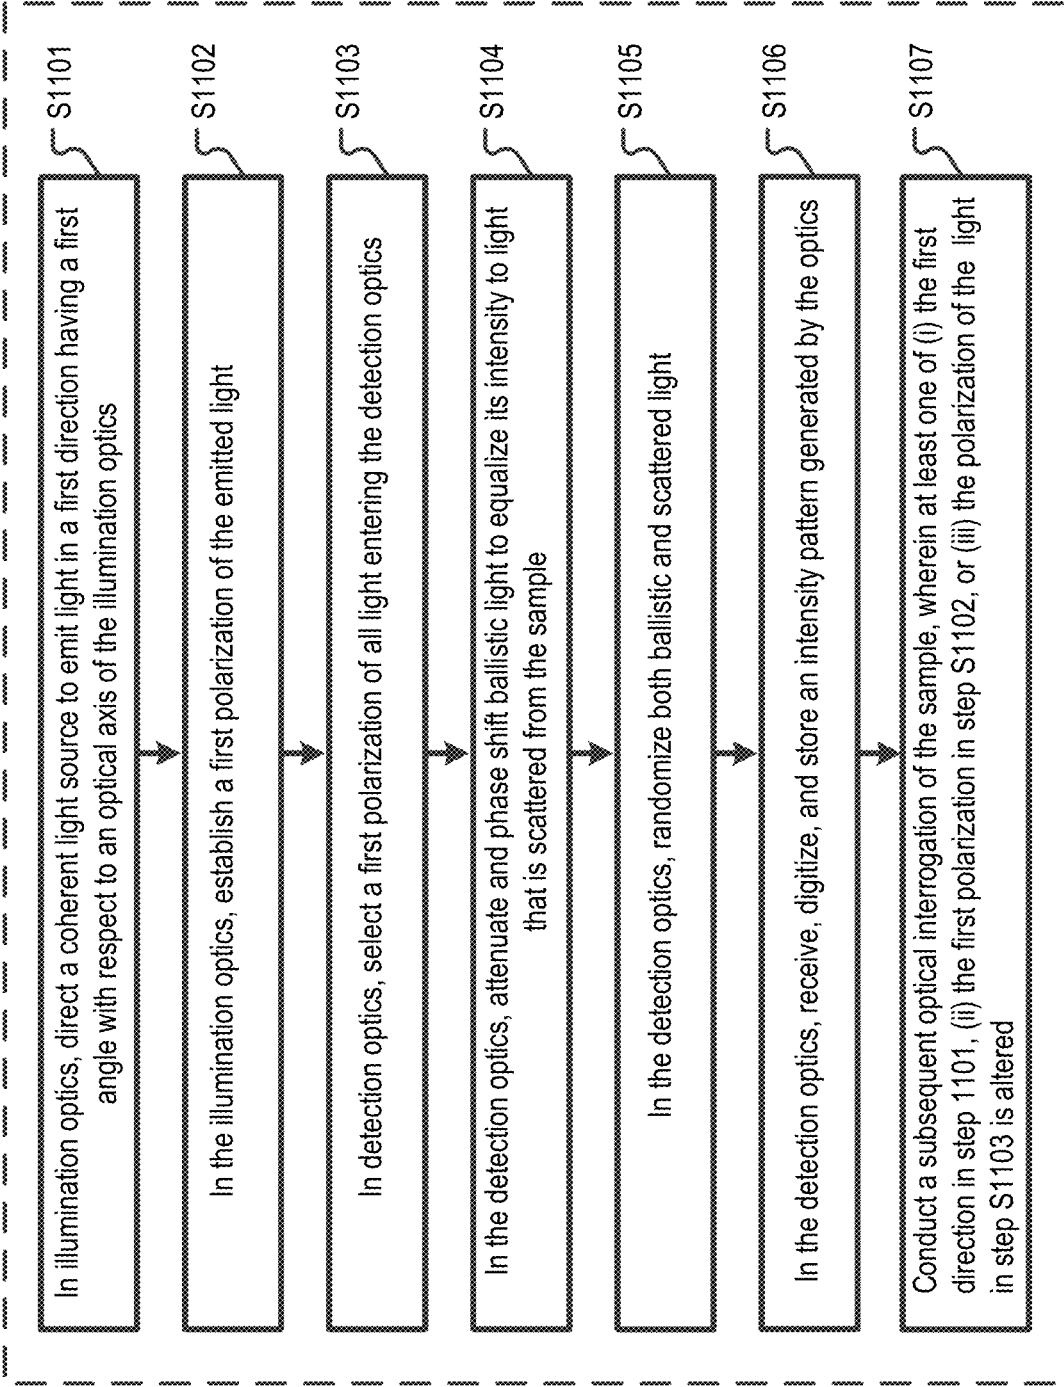 S1101
In illumination optics, direct a coherent light source to emit light in a first direction having a first
angle with respect to an optical axis of the illumination optics
S1102
In the illumination optics, establish a first polarization of the emitted light
S1103
In detection optics, select a first polarization of all light entering the detection optics
S1104
In the detection optics, attenuate and phase shift ballistic light to equalize its intensity to light
that is scattered from the sample
S1105
In the detection optics, randomize both ballistic and scattered light
S1106
In the detection optics, receive, digitize, and store an intensity pattern generated by the optics
S1107
Conduct a subsequent optical interrogation of the sample, wherein at least one of (i) the first
direction in step 1101, (ii) the first polarization in step S1102, or (iii) the polarization of the light
in step S1103 is altered